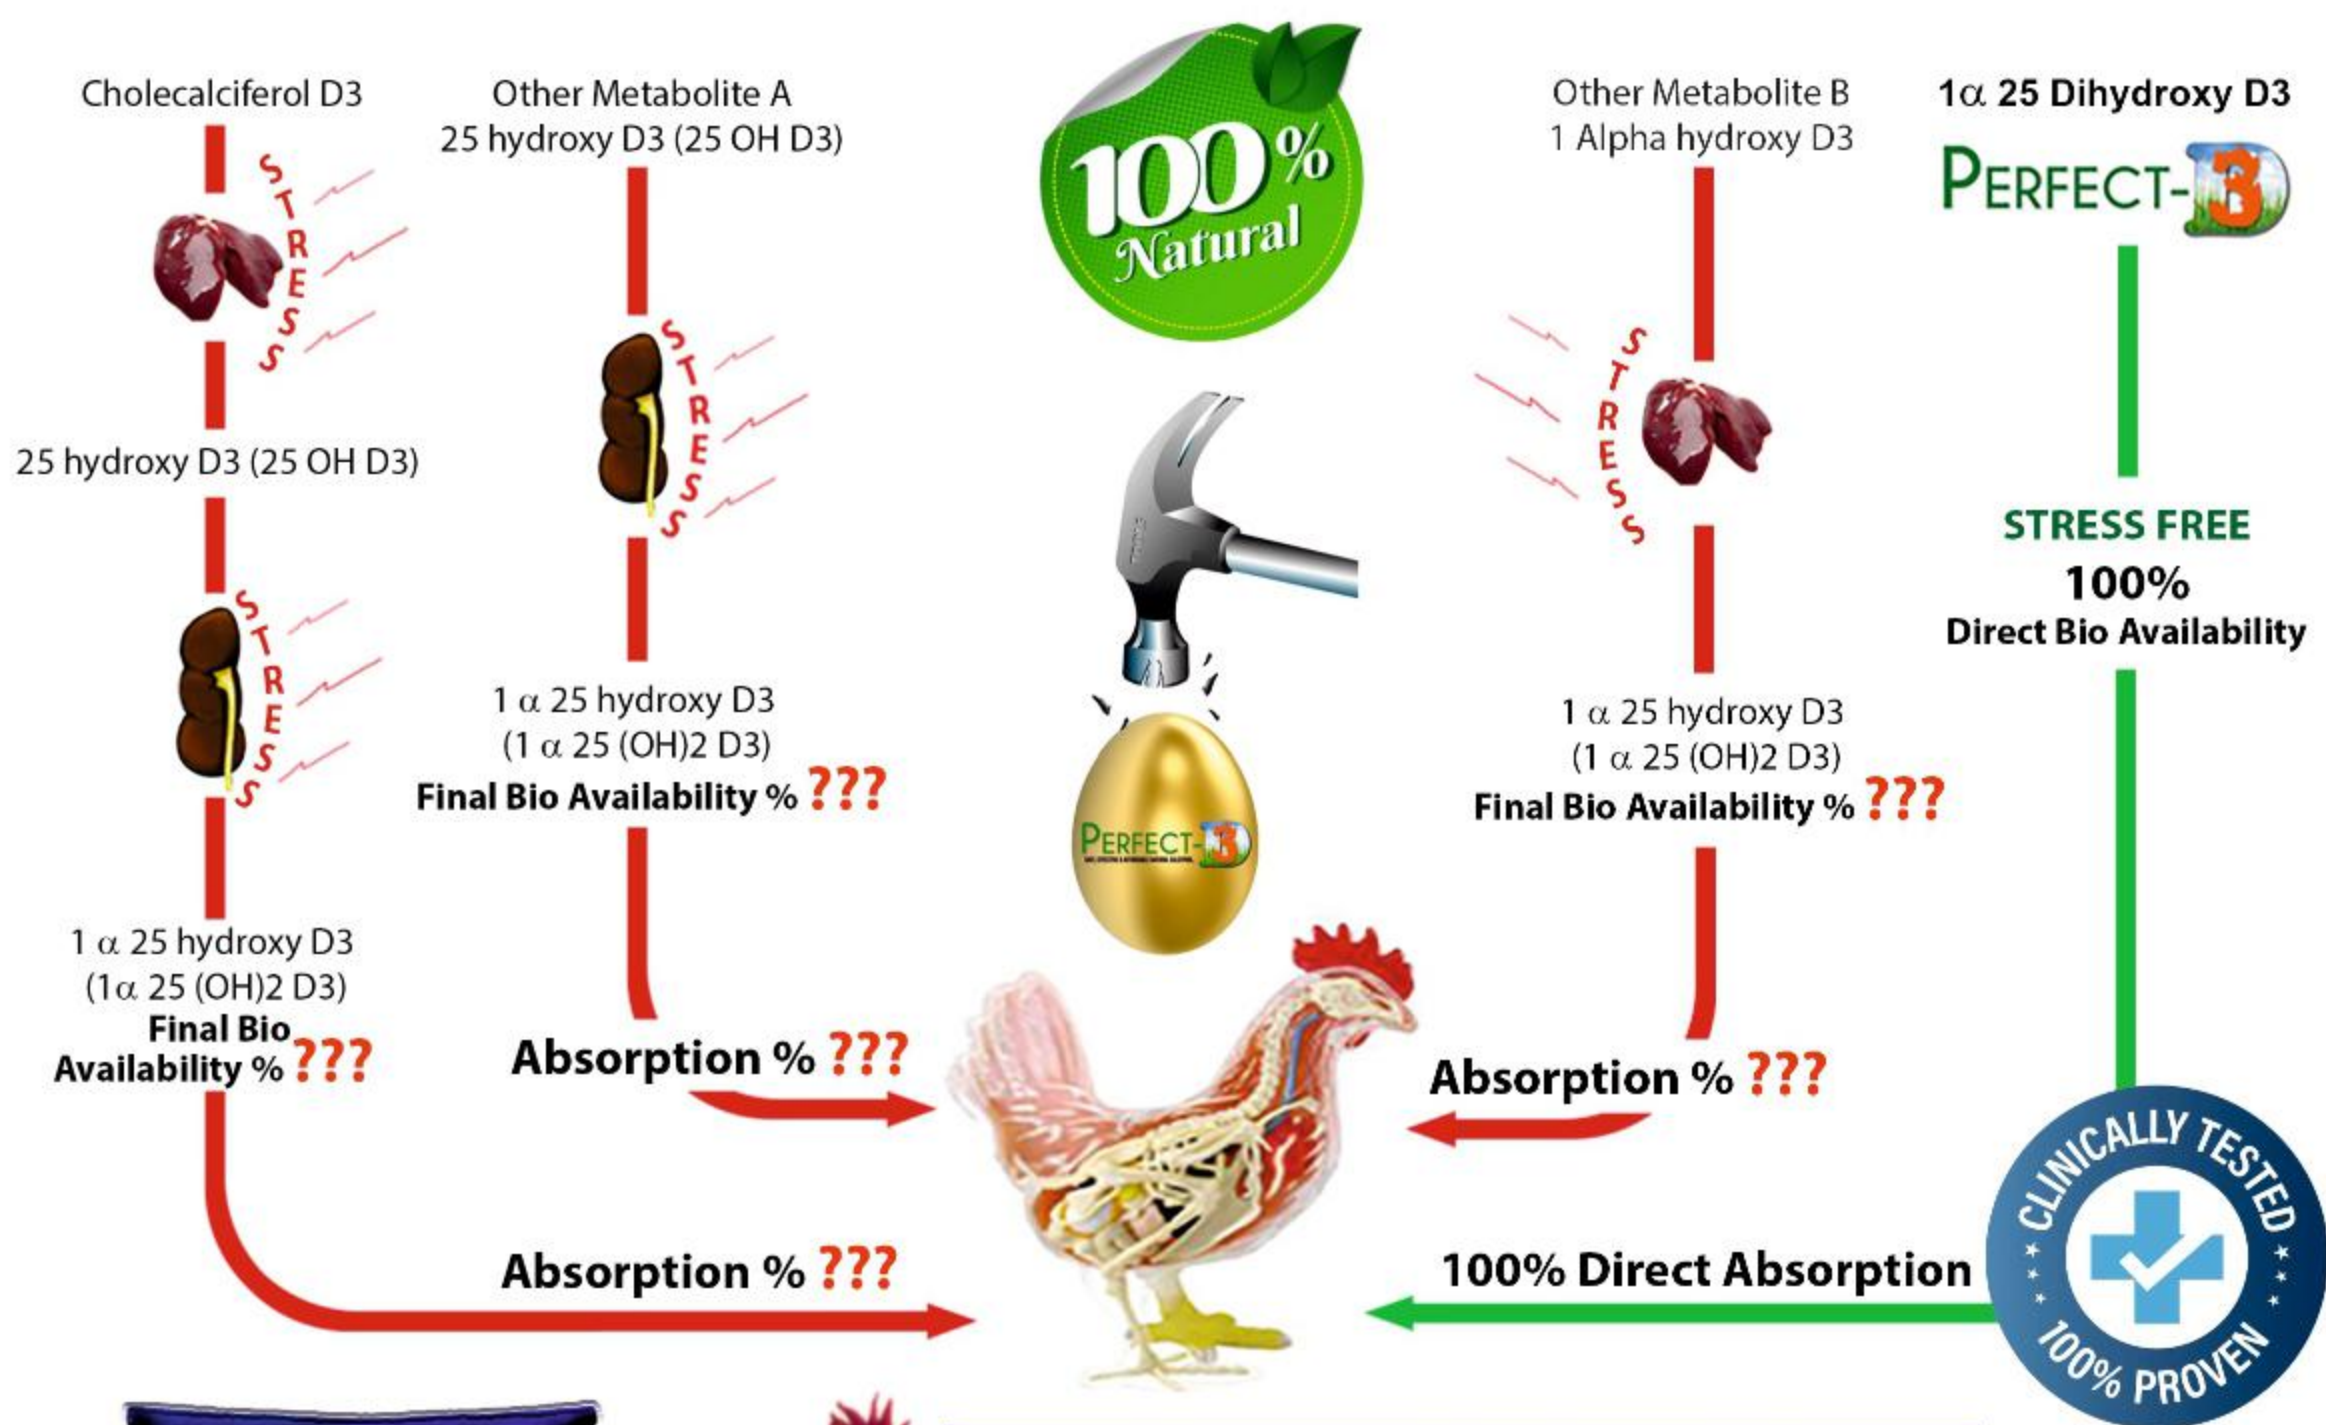 Cholecalciferol D3
STRESS
25 hydroxy D3 (25 OH D3)
STRESS
1 α 25 hydroxy D3
(1α 25 (OH)2 D3)
Final Bio
Availability % ???
Absorption % ???
Other Metabolite A
25 hydroxy D3 (25 OH D3)
STRESS
1 α 25 hydroxy D3
(1 α 25 (OH)2 D3)
Final Bio Availability % ???
Absorption % ???
100%
Natural
PERFECT-D3
Other Metabolite B
1 Alpha hydroxy D3
STRESS
1 α 25 hydroxy D3
(1 α 25 (OH)2 D3)
Final Bio Availability % ???
Absorption % ???
1α 25 Dihydroxy D3
PERFECT-D3
STRESS FREE
100%
Direct Bio Availability
100% Direct Absorption
CLINICALLY TESTED
100% PROVEN